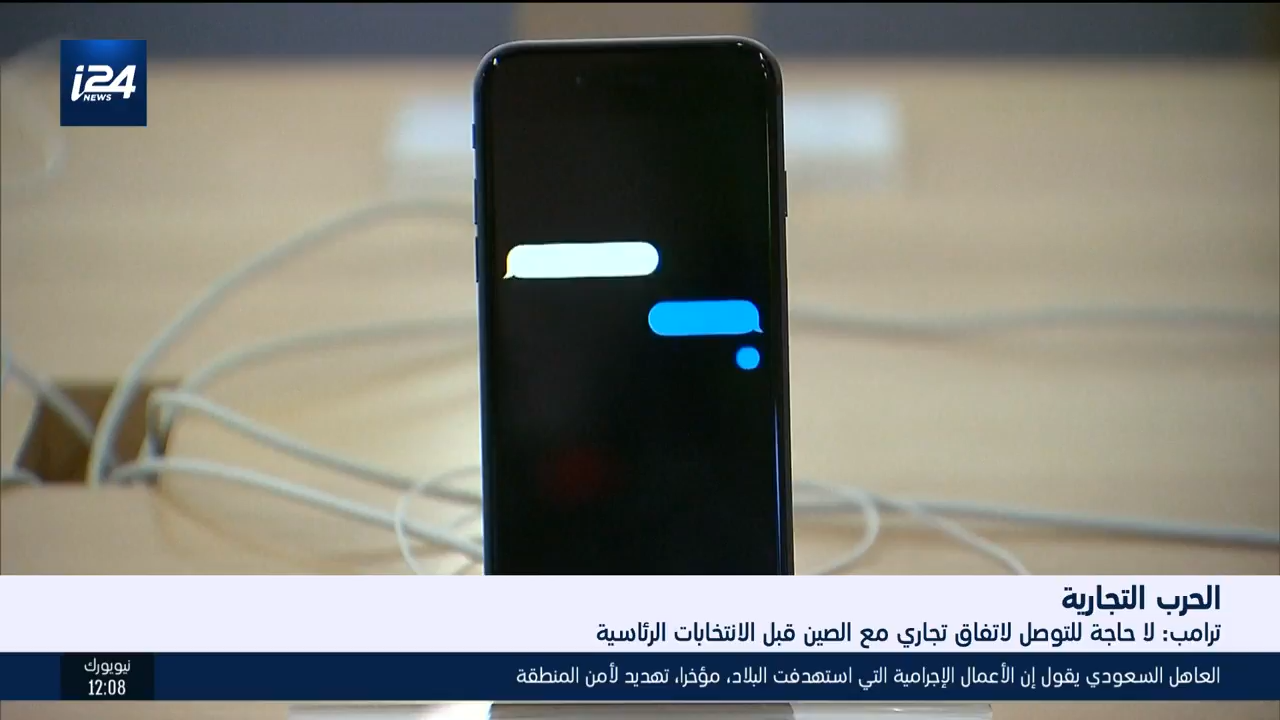 i24
NEWS
الحرب التجارية
ترامب: لا حاجة للتوصل لاتفاق تجاري مع الصين قبل الانتخابات الرئاسية
العاهل السعودي يقول إن الأعمال الإجرامية التي استهدفت البلاد، مؤخرا، تهديد لأمن المنطقة
نيويورك
12:08